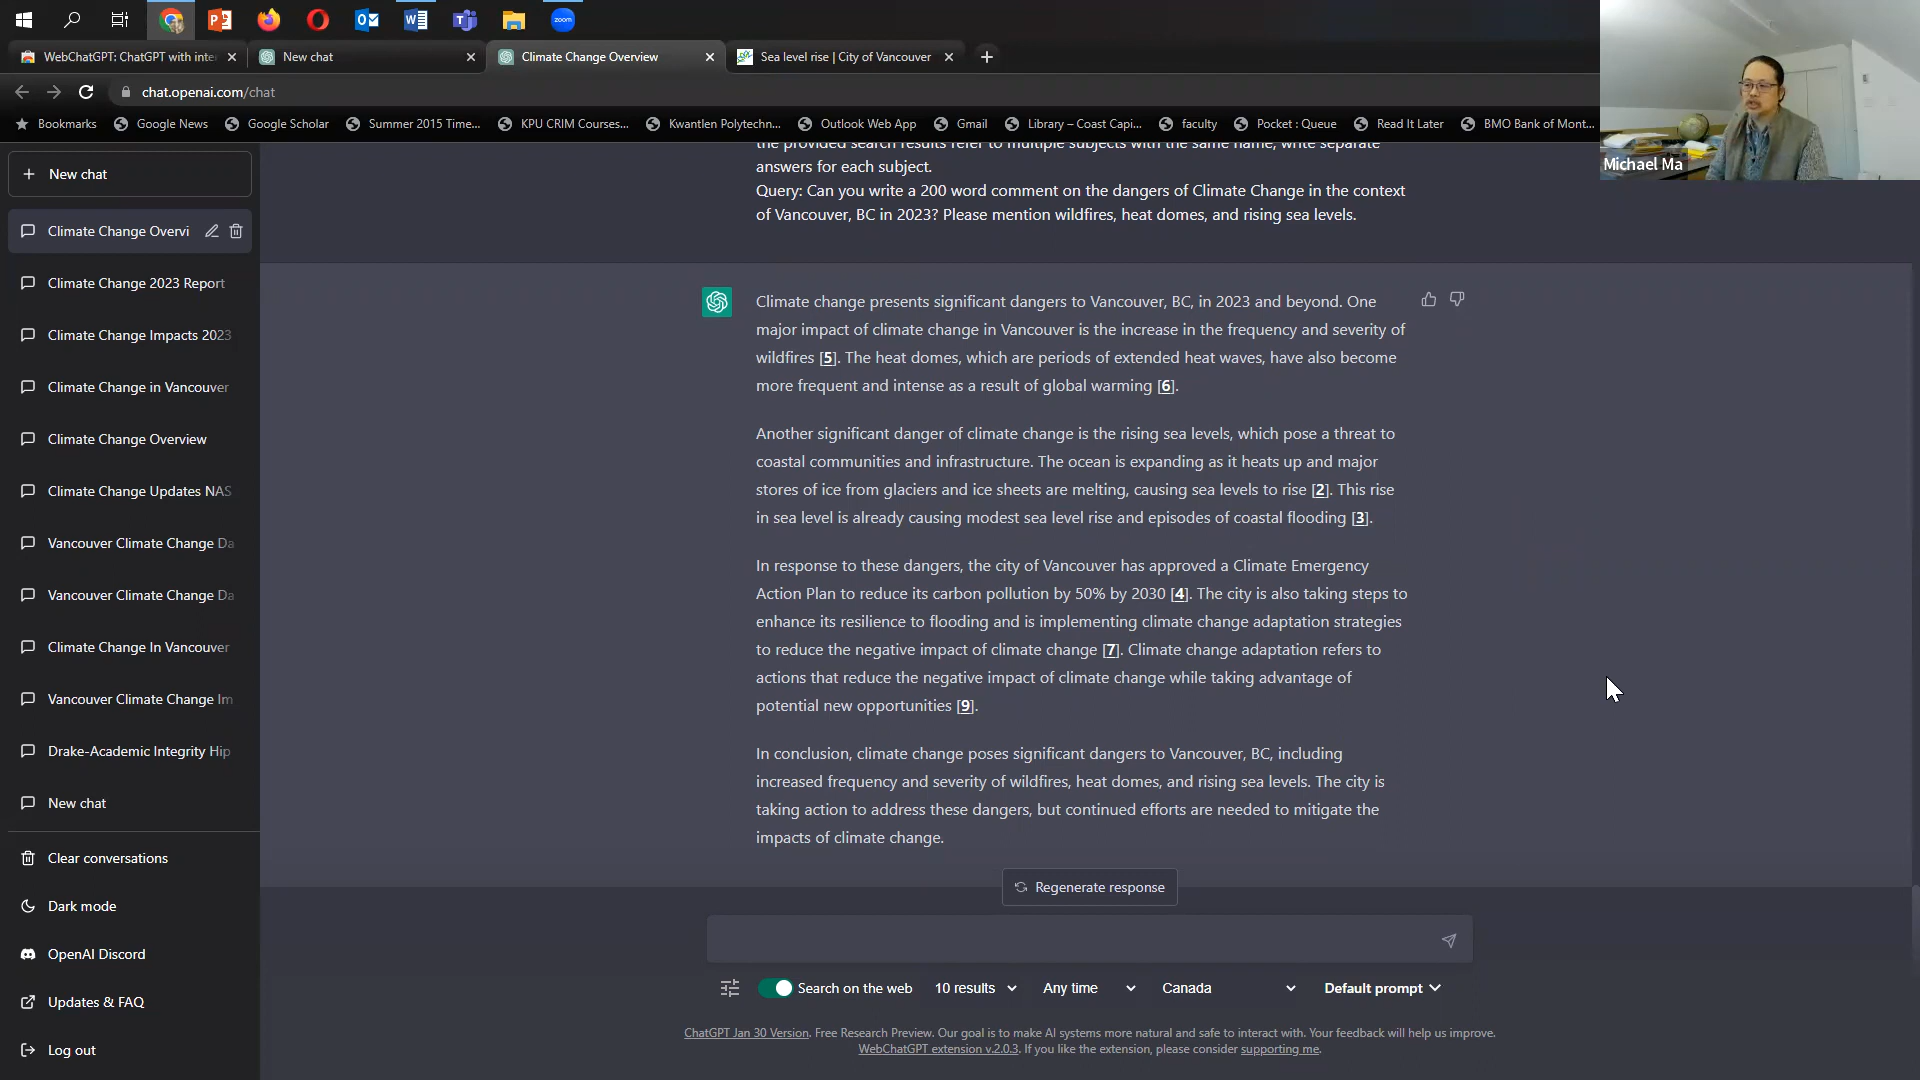 WebChatGPT: ChatGPT with inte
New chat
Climate Change Overview
Sea level rise | City of Vancouver
chat.openai.com/chat
Bookmarks
Google News
Google Scholar
Summer 2015 Time...
KPU CRIM Courses...
Kwantlen Polytechn...
Outlook Web App
Gmail
Library – Coast Capi...
faculty
Pocket : Queue
Read It Later
BMO Bank of Mont...
Michael Ma
New chat
Climate Change Overvi
Climate Change 2023 Report
Climate Change Impacts 2023
Climate Change in Vancouver
Climate Change Overview
Climate Change Updates NAS
Vancouver Climate Change Da
Vancouver Climate Change Da
Climate Change In Vancouver
Vancouver Climate Change Im
Drake-Academic Integrity Hip
New chat
Clear conversations
Dark mode
OpenAI Discord
Updates & FAQ
Log out
the provided search results refer to multiple subjects with the same name, write separate
answers for each subject.
Query: Can you write a 200 word comment on the dangers of Climate Change in the context
of Vancouver, BC in 2023? Please mention wildfires, heat domes, and rising sea levels.
Climate change presents significant dangers to Vancouver, BC, in 2023 and beyond. One
major impact of climate change in Vancouver is the increase in the frequency and severity of
wildfires [5]. The heat domes, which are periods of extended heat waves, have also become
more frequent and intense as a result of global warming [6].
Another significant danger of climate change is the rising sea levels, which pose a threat to
coastal communities and infrastructure. The ocean is expanding as it heats up and major
stores of ice from glaciers and ice sheets are melting, causing sea levels to rise [2]. This rise
in sea level is already causing modest sea level rise and episodes of coastal flooding [3].
In response to these dangers, the city of Vancouver has approved a Climate Emergency
Action Plan to reduce its carbon pollution by 50% by 2030 [4]. The city is also taking steps to
enhance its resilience to flooding and is implementing climate change adaptation strategies
to reduce the negative impact of climate change [7]. Climate change adaptation refers to
actions that reduce the negative impact of climate change while taking advantage of
potential new opportunities [9].
In conclusion, climate change poses significant dangers to Vancouver, BC, including
increased frequency and severity of wildfires, heat domes, and rising sea levels. The city is
taking action to address these dangers, but continued efforts are needed to mitigate the
impacts of climate change.
Regenerate response
Search on the web
10 results
Any time
Canada
Default prompt
ChatGPT Jan 30 Version. Free Research Preview. Our goal is to make AI systems more natural and safe to interact with. Your feedback will help us improve.
WebChatGPT extension v.2.0.3. If you like the extension, please consider supporting me.